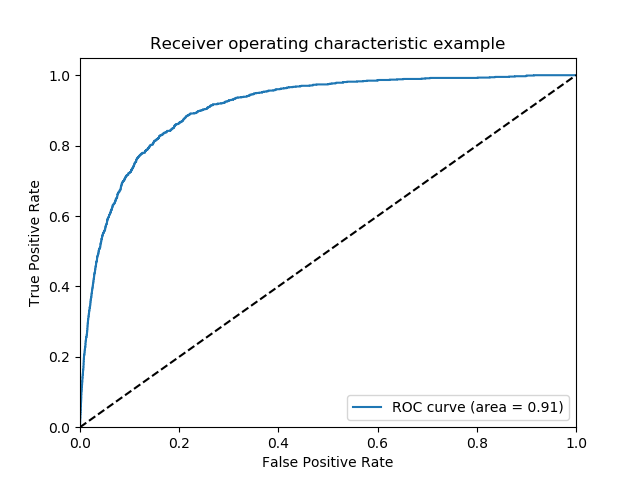 Receiver operating characteristic example
True Positive Rate
1.0
0.8
0.6
0.4
0.2
0.0
ROC curve (area = 0.91)
0.0 0.2 0.4 0.6 0.8 1.0
False Positive Rate